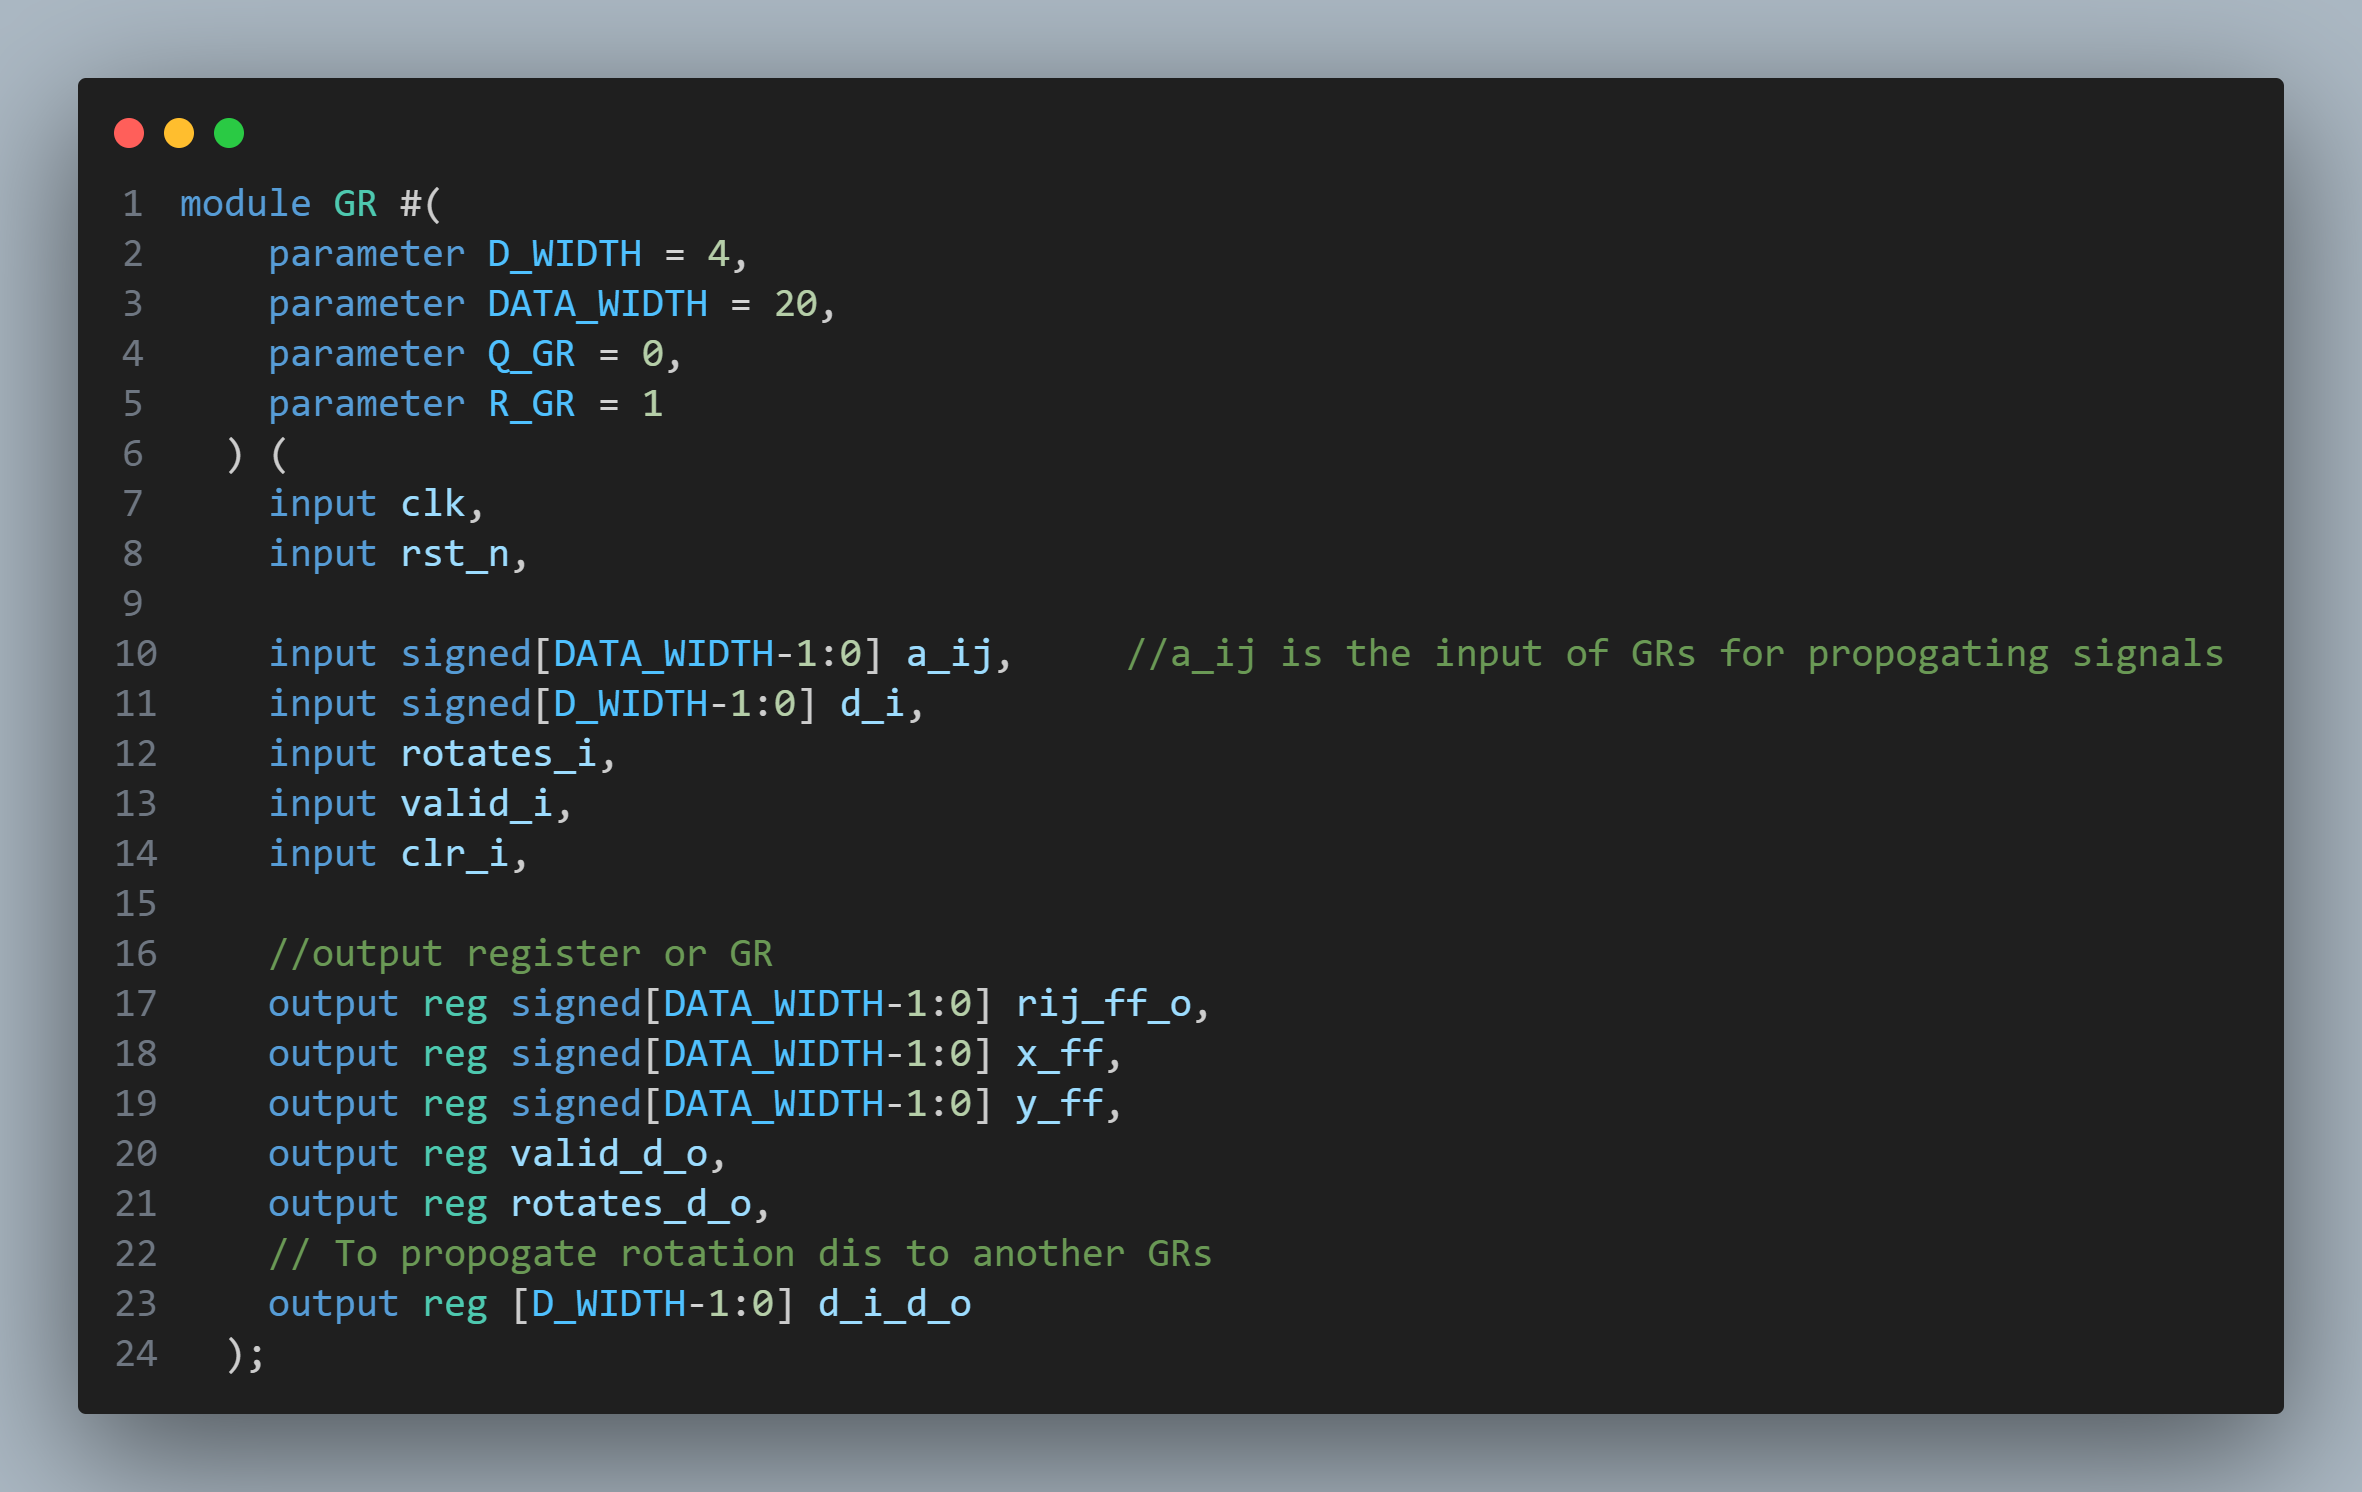 1 module GR #(
2     parameter D_WIDTH = 4,
3     parameter DATA_WIDTH = 20,
4     parameter Q_GR = 0,
5     parameter R_GR = 1
6   ) (
7     input clk,
8     input rst_n,
9
10     input signed[DATA_WIDTH-1:0] a_ij,     //a_ij is the input of GRs for propogating signals
11     input signed[D_WIDTH-1:0] d_i,
12     input rotates_i,
13     input valid_i,
14     input clr_i,
15
16     //output register or GR
17     output reg signed[DATA_WIDTH-1:0] rij_ff_o,
18     output reg signed[DATA_WIDTH-1:0] x_ff,
19     output reg signed[DATA_WIDTH-1:0] y_ff,
20     output reg valid_d_o,
21     output reg rotates_d_o,
22     // To propogate rotation dis to another GRs
23     output reg [D_WIDTH-1:0] d_i_d_o
24   );